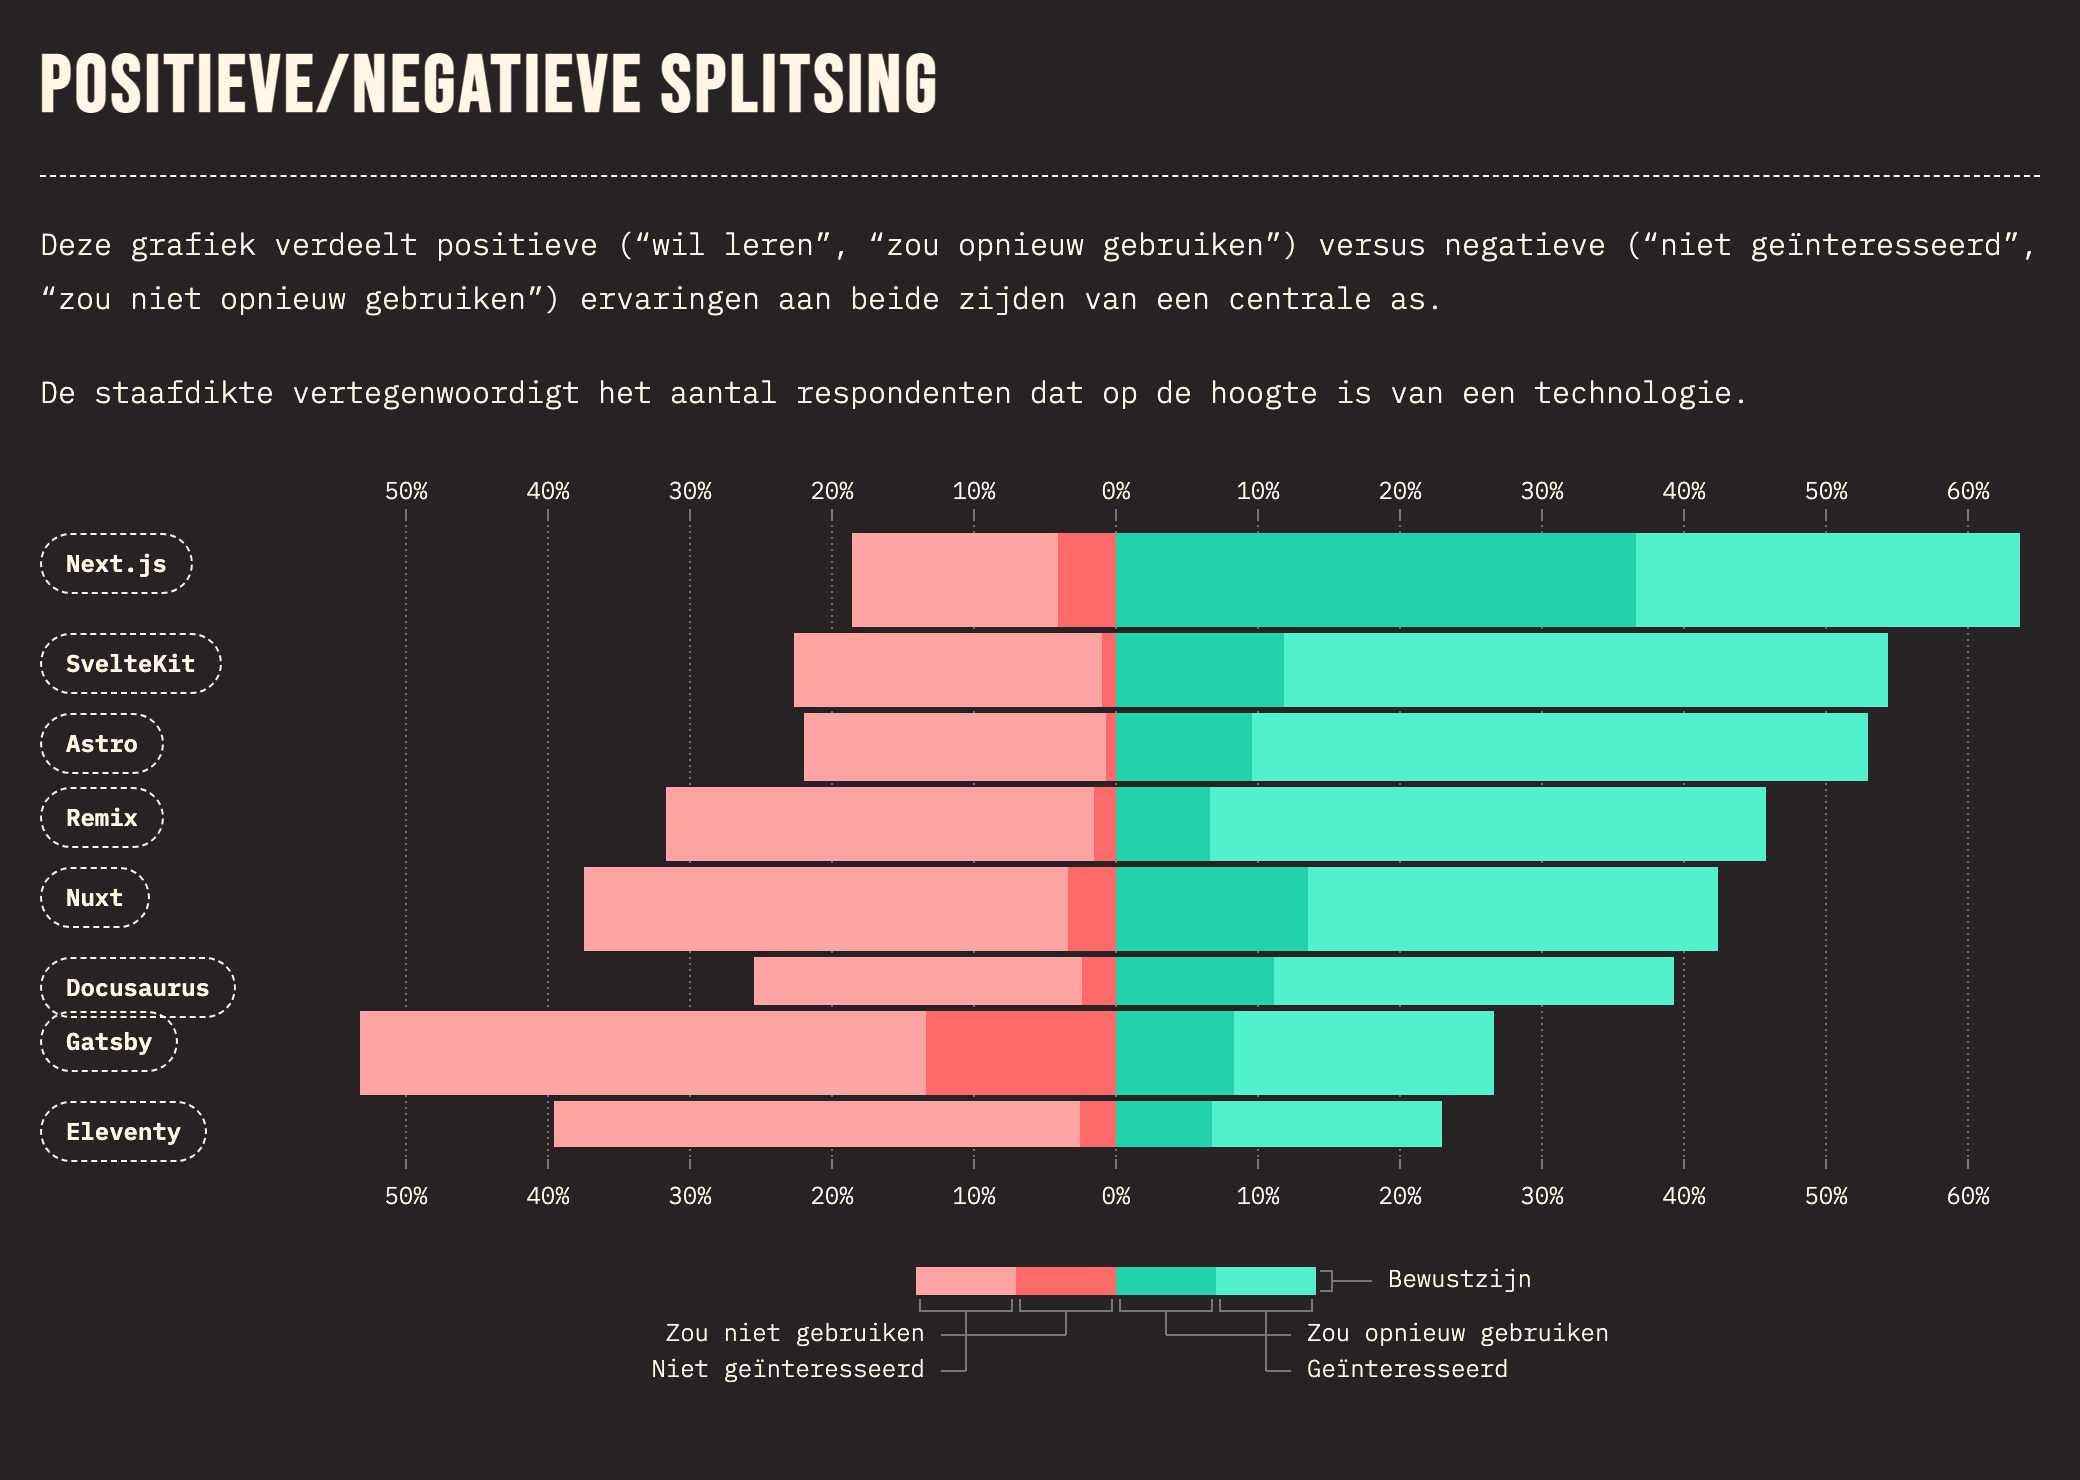 POSITIEVE/NEGATIEVE SPLITSING
Deze grafiek verdeelt positieve (“wil leren”, “zou opnieuw gebruiken”) versus negatieve (“niet geïnteresseerd”,
“zou niet opnieuw gebruiken”) ervaringen aan beide zijden van een centrale as.
De staafdikte vertegenwoordigt het aantal respondenten dat op de hoogte is van een technologie.
50% 40% 30% 20% 10% 0% 10% 20% 30% 40% 50% 60%
Next.js
SvelteKit
Astro
Remix
Nuxt
Docusaurus
Gatsby
Eleventy
50% 40% 30% 20% 10% 0% 10% 20% 30% 40% 50% 60%
Bewustzijn
Zou niet gebruiken Zou opnieuw gebruiken
Niet geïnteresseerd Geïnteresseerd